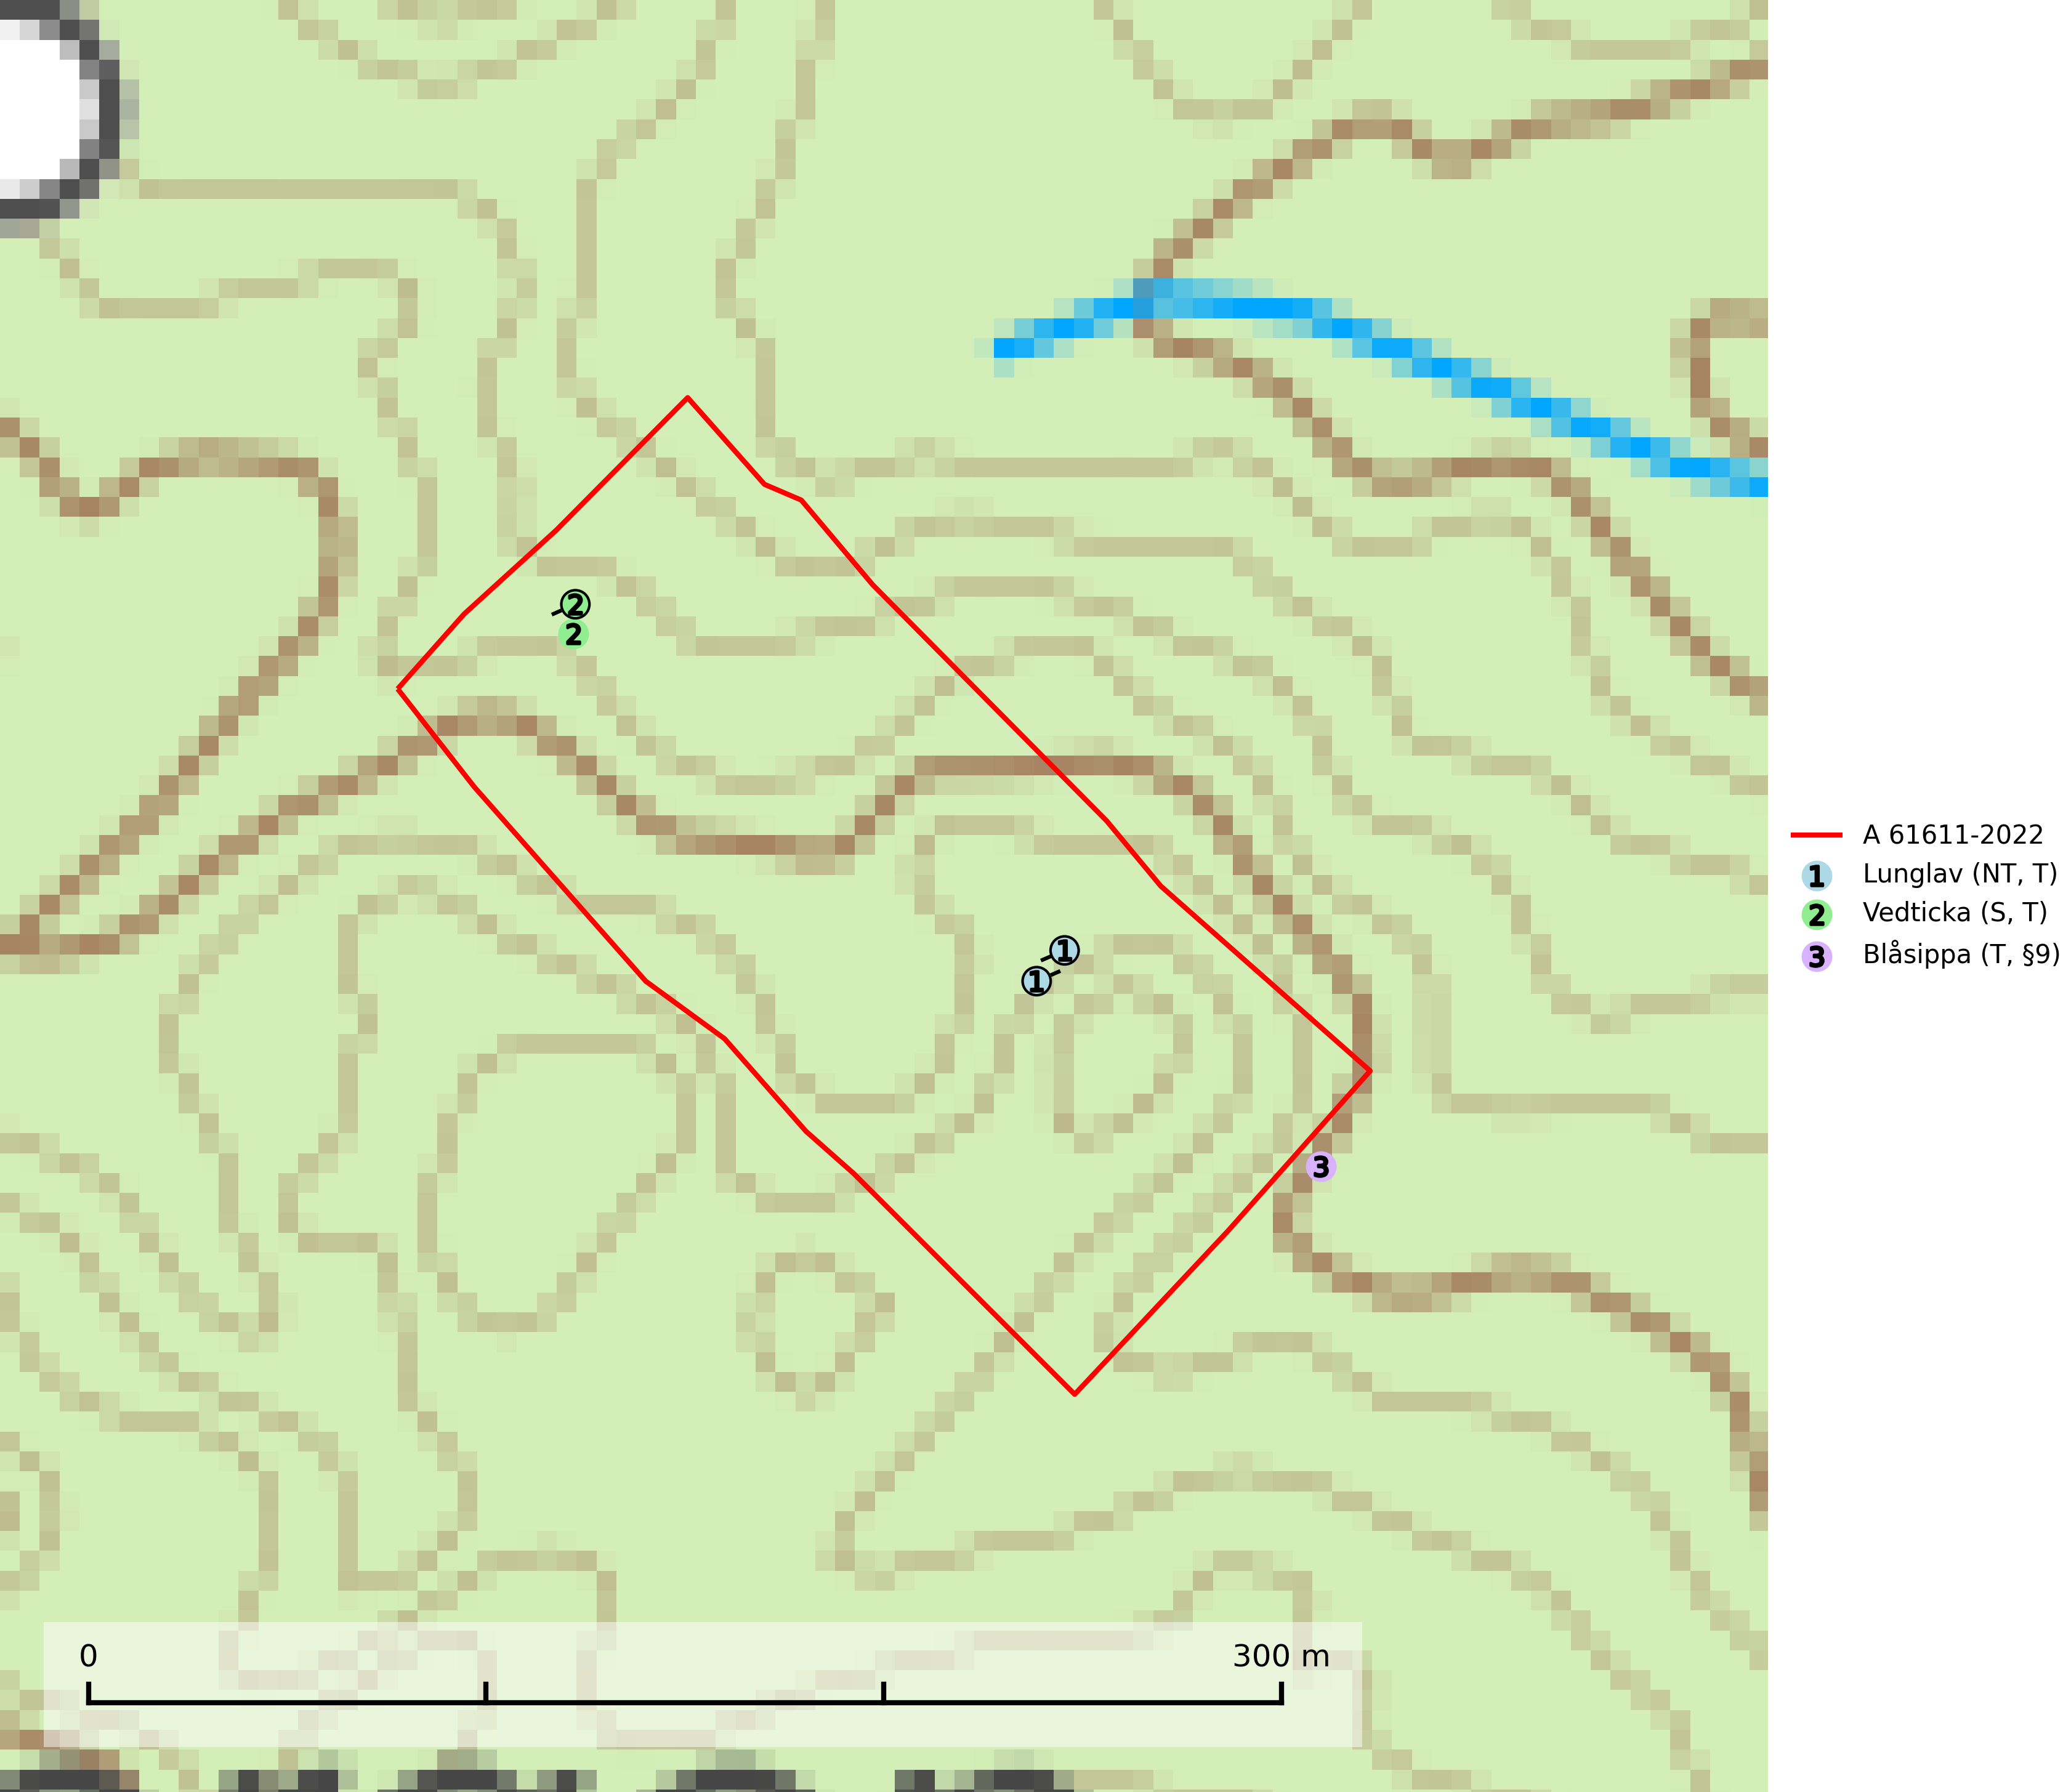 2
2
1
1
3
A 61611-2022
1 Lunglav (NT, T)
2 Vedticka (S, T)
3 Blåsippa (T, §9)
0 300 m